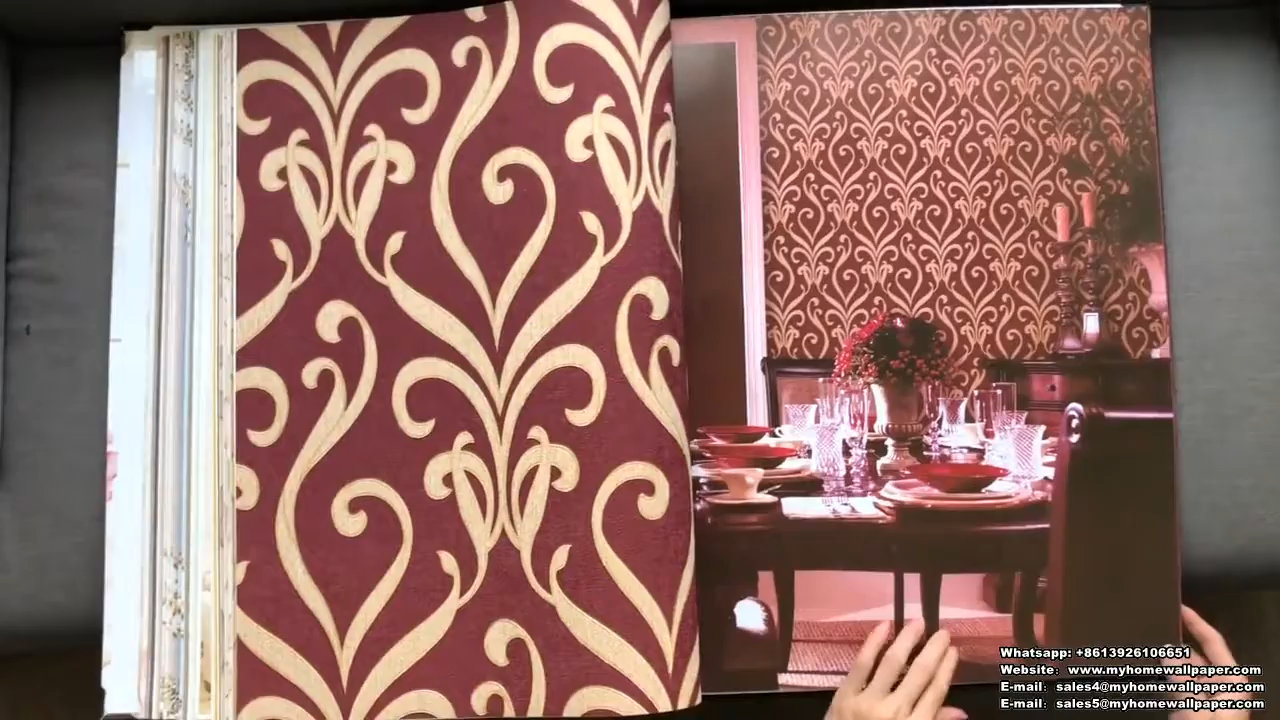 Whatsapp: +8613926106651
Website: www.myhomewallpaper.com
E-mail: sales4@myhomewallpaper.com
E-mail: sales5@myhomewallpaper.com